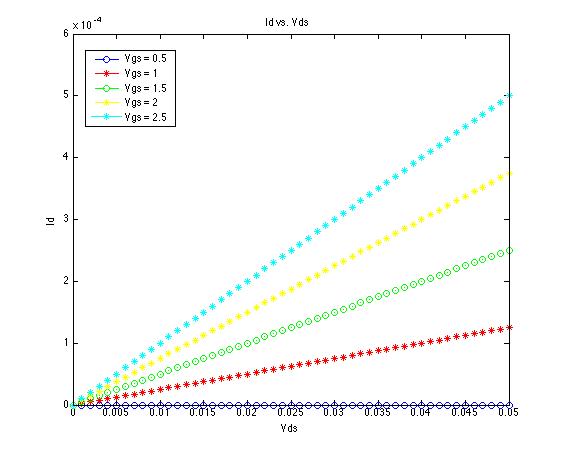 Id vs. Vds
x 10^-4
6
5
4
3
2
1
0
Id
Vgs = 0.5
Vgs = 1
Vgs = 1.5
Vgs = 2
Vgs = 2.5
0 0.005 0.01 0.015 0.02 0.025 0.03 0.035 0.04 0.045 0.05
Vds